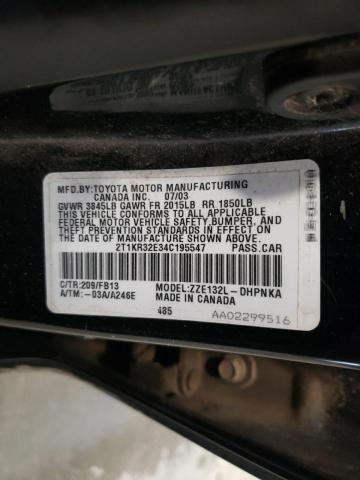 MFD.BY:TOYOTA MOTOR MANUFACTURING
CANADA INC. 07/03
GVWR 3845LB GAWR FR 2015LB RR 1850LB
THIS VEHICLE CONFORMS TO ALL APPLICABLE
FEDERAL MOTOR VEHICLE SAFETY,BUMPER, AND
THEFT PREVENTION STANDARDS IN EFFECT ON
THE DATE OF MANUFACTURE SHOWN ABOVE.
2T1KR32E34C195547 PASS.CAR
C/TR:209/FB13 MODEL:ZZE132L-DHPNKA
A/TM:-03A/A246E MADE IN CANADA
485
AA02299516